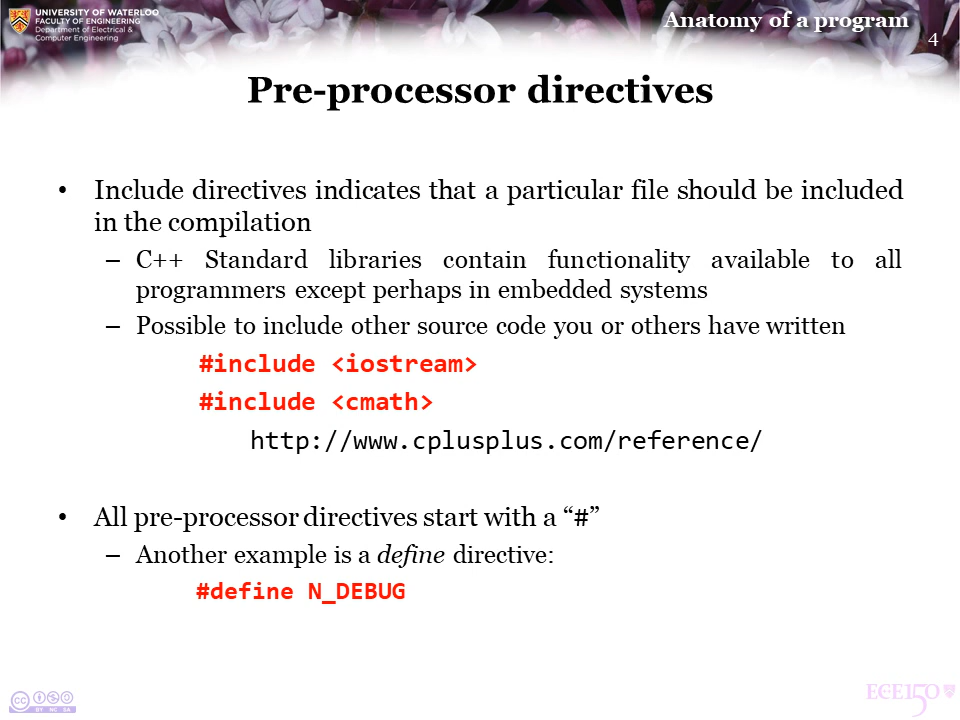 UNIVERSITY OF WATERLOO
FACULTY OF ENGINEERING
Department of Electrical &
Computer Engineering
Anatomy of a program
4
Pre-processor directives
• Include directives indicates that a particular file should be included
in the compilation
– C++ Standard libraries contain functionality available to all
programmers except perhaps in embedded systems
– Possible to include other source code you or others have written
#include <iostream>
#include <cmath>
http://www.cplusplus.com/reference/
• All pre-processor directives start with a “#”
– Another example is a define directive:
#define N_DEBUG
cc
BY NC SA
ECE150